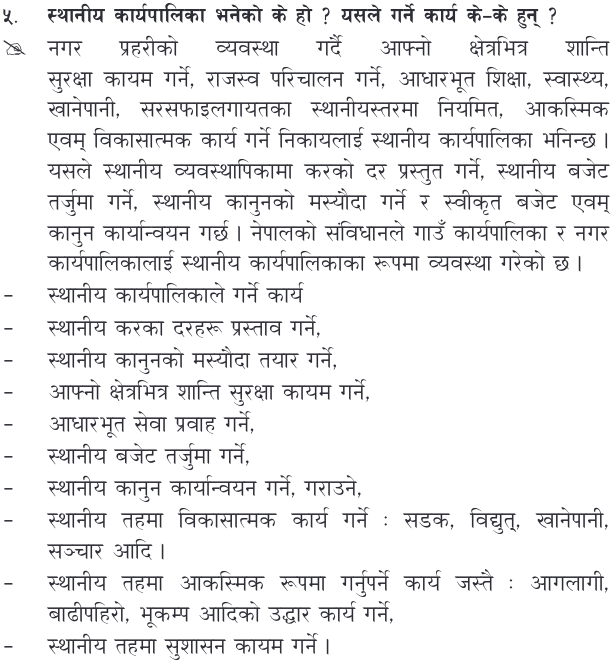 ५. स्थानीय कार्यपालिका भनेको के हो ? यसले गर्ने कार्य के-के हुन् ?
नगर प्रहरीको व्यवस्था गर्दै आफ्नो क्षेत्रभित्र शान्ति
सुरक्षा कायम गर्ने, राजस्व परिचालन गर्ने, आधारभूत शिक्षा, स्वास्थ्य,
खानेपानी, सरसफाइलगायतका स्थानीयस्तरमा नियमित, आकस्मिक
एवम् विकासात्मक कार्य गर्ने निकायलाई स्थानीय कार्यपालिका भनिन्छ ।
यसले स्थानीय व्यवस्थापिकामा करको दर प्रस्तुत गर्ने, स्थानीय बजेट
तर्जुमा गर्ने, स्थानीय कानुनको मस्यौदा गर्ने र स्वीकृत बजेट एवम्
कानुन कार्यान्वयन गर्छ । नेपालको संविधानले गाउँ कार्यपालिका र नगर
कार्यपालिकालाई स्थानीय कार्यपालिकाका रूपमा व्यवस्था गरेको छ ।
- स्थानीय कार्यपालिकाले गर्ने कार्य
- स्थानीय करका दरहरू प्रस्ताव गर्ने,
- स्थानीय कानुनको मस्यौदा तयार गर्ने,
- आफ्नो क्षेत्रभित्र शान्ति सुरक्षा कायम गर्ने,
- आधारभूत सेवा प्रवाह गर्ने,
- स्थानीय बजेट तर्जुमा गर्ने,
- स्थानीय कानुन कार्यान्वयन गर्ने, गराउने,
- स्थानीय तहमा विकासात्मक कार्य गर्ने : सडक, विद्युत्, खानेपानी,
सञ्चार आदि ।
- स्थानीय तहमा आकस्मिक रूपमा गर्नुपर्ने कार्य जस्तै : आगलागी,
बाढीपहिरो, भूकम्प आदिको उद्धार कार्य गर्ने,
- स्थानीय तहमा सुशासन कायम गर्ने ।